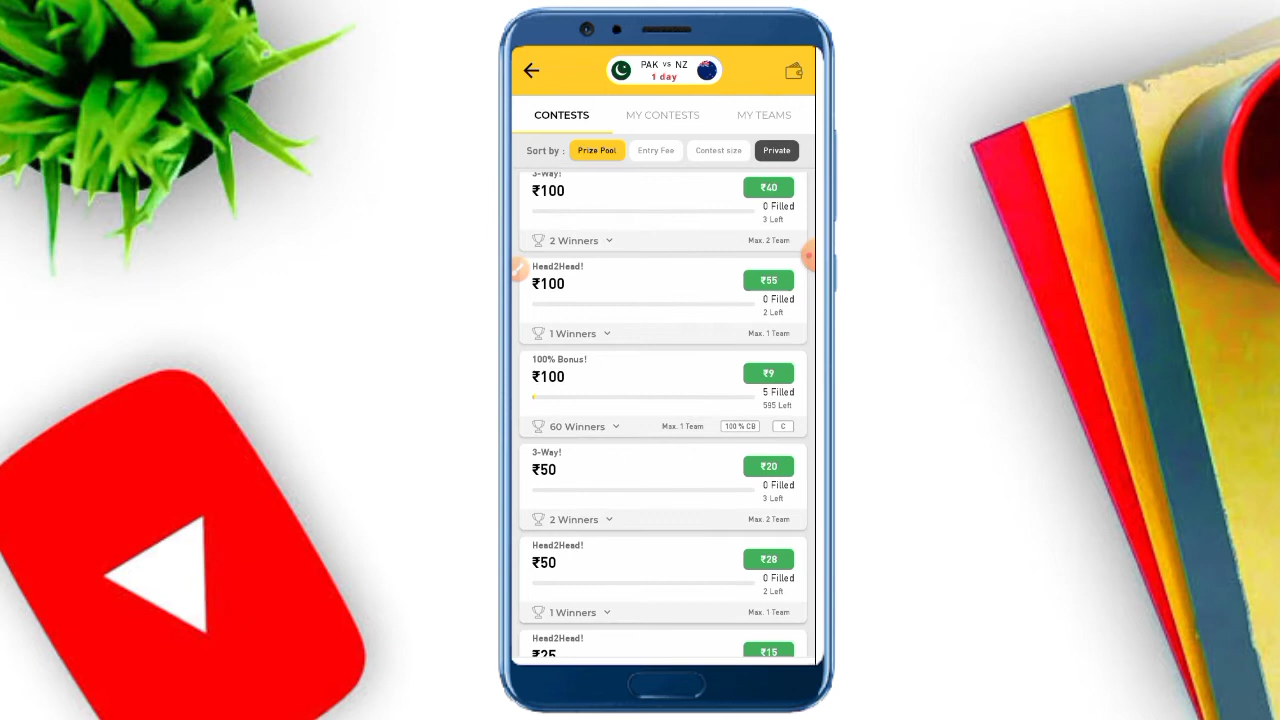 PAK vs NZ
1 day
CONTESTS
MY CONTESTS
MY TEAMS
Sort by :
Prize Pool
Entry Fee
Contest size
Private
3-Way!
₹100
₹40
0 Filled
3 Left
2 Winners
Max. 2 Team
Head2Head!
₹100
₹55
0 Filled
2 Left
1 Winners
Max. 1 Team
100% Bonus!
₹100
₹9
5 Filled
595 Left
60 Winners
Max. 1 Team
100 % CB
C
3-Way!
₹50
₹20
0 Filled
3 Left
2 Winners
Max. 2 Team
Head2Head!
₹50
₹28
0 Filled
2 Left
1 Winners
Max. 1 Team
Head2Head!
₹25
₹15